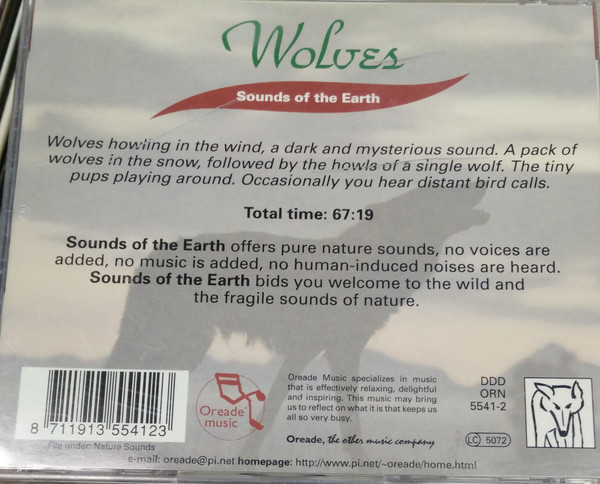 Wolves
Sounds of the Earth
Wolves howling in the wind, a dark and mysterious sound. A pack of
wolves in the snow, followed by the howls of a single wolf. The tiny
pups playing around. Occasionally you hear distant bird calls.
Total time: 67:19
Sounds of the Earth offers pure nature sounds, no voices are
added, no music is added, no human-induced noises are heard.
Sounds of the Earth bids you welcome to the wild and
the fragile sounds of nature.
8 711913 554123
File under: Nature Sounds
Oreade
music
Oreade Music specializes in music
that is effectively relaxing, delightful
and inspiring. This music may bring
us to reflect on what it is that keeps us
all so very busy.
Oreade, the other music company
DDD
ORN
5541-2
LC 5072
e-mail: oreade@pi.net homepage: http://www.pi.net/~oreade/home.html